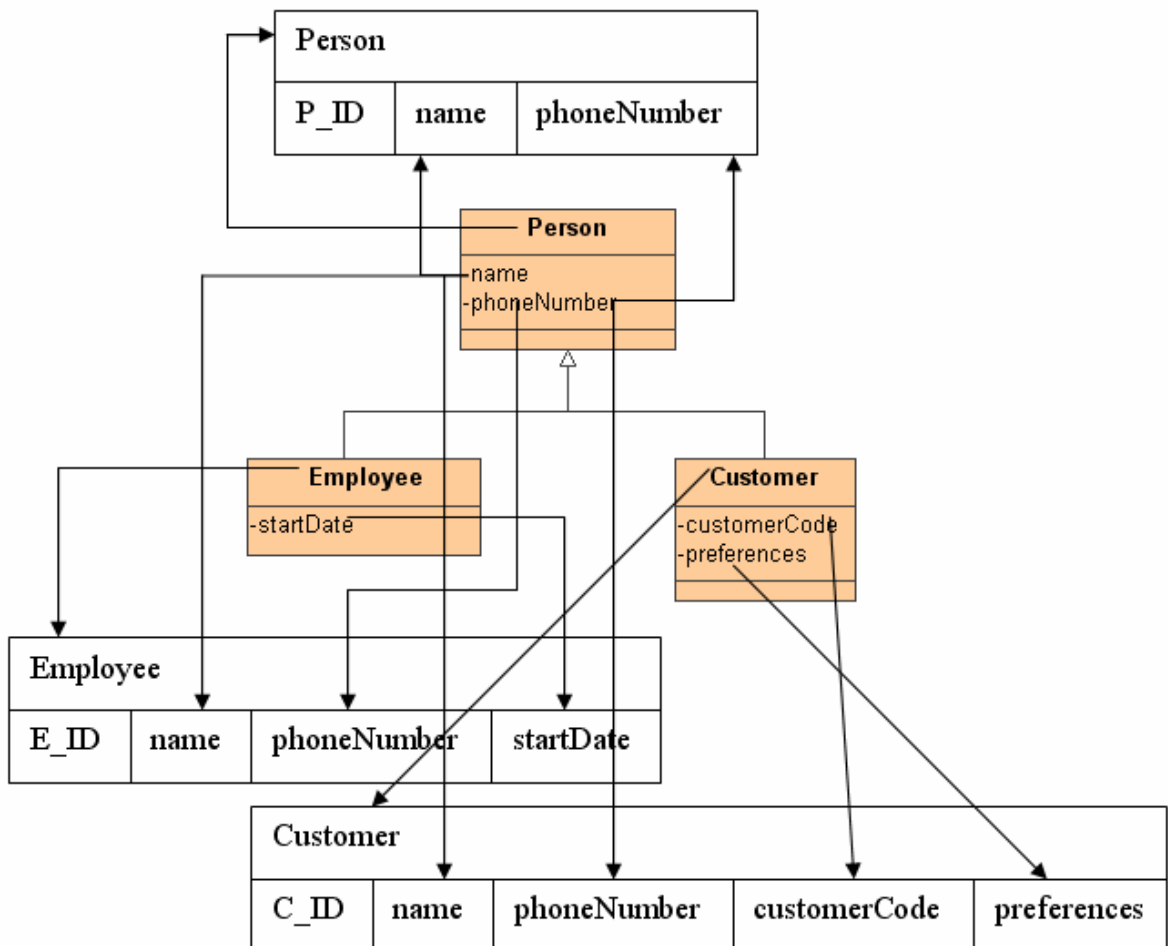 Person
P_ID name phoneNumber
Person
-name
-phoneNumber
Employee
-startDate
Customer
-customerCode
-preferences
Employee
E_ID name phoneNumber startDate
Customer
C_ID name phoneNumber customerCode preferences